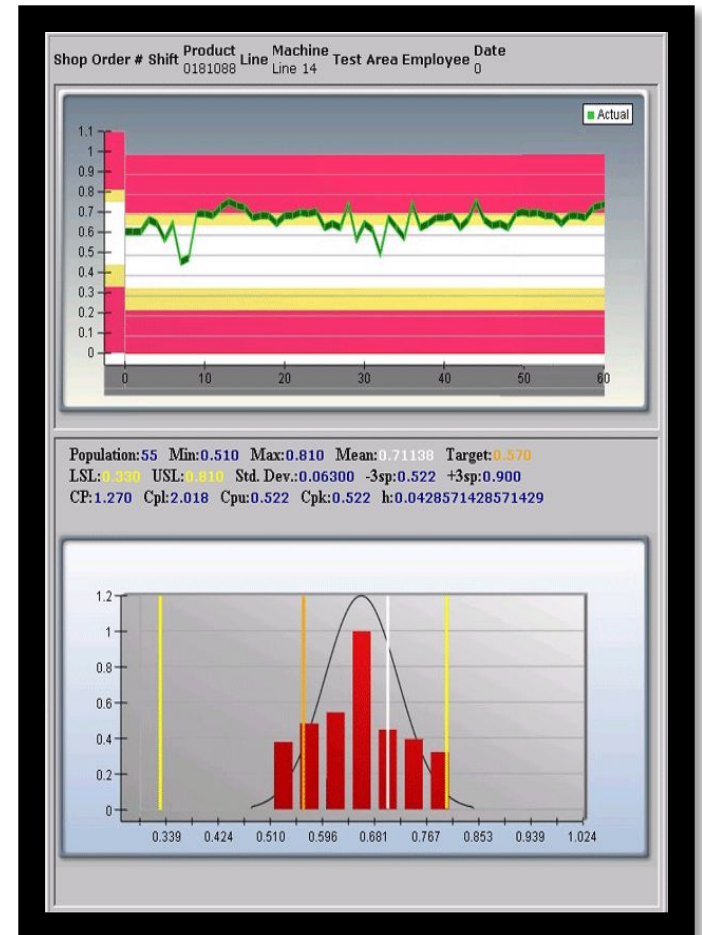 Shop Order # Shift Product 0181088 Line Machine Line 14 Test Area Employee Date 0
Actual
1.1
1
0.9
0.8
0.7
0.6
0.5
0.4
0.3
0.2
0.1
0
0 10 20 30 40 50 60
Population:55 Min:0.510 Max:0.810 Mean:0.71138 Target:0.570
LSL:0.330 USL:0.810 Std. Dev.:0.06300 -3sp:0.522 +3sp:0.900
CP:1.270 Cpl:2.018 Cpu:0.522 Cpk:0.522 h:0.0428571428571429
1.2
1
0.8
0.6
0.4
0.2
0
0.339 0.424 0.510 0.596 0.681 0.767 0.853 0.939 1.024